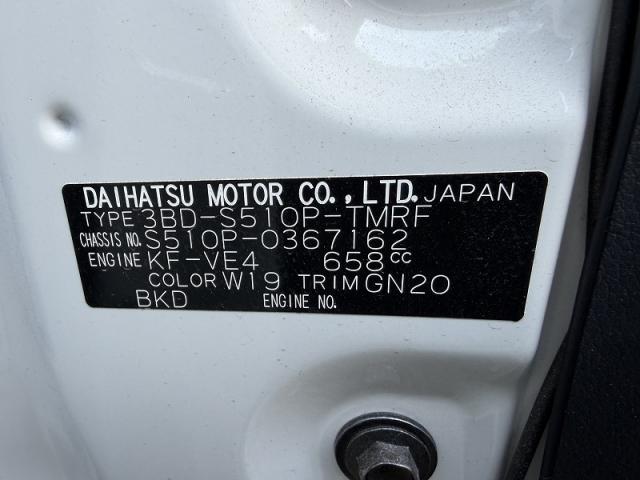 DAIHATSU MOTOR CO.,LTD. JAPAN
TYPE 3BD-S510P-TMRF
CHASSIS NO. S510P-0367162
ENGINE KF-VE4 658cc
COLOR W19 TRIM GN20
BKD ENGINE NO.